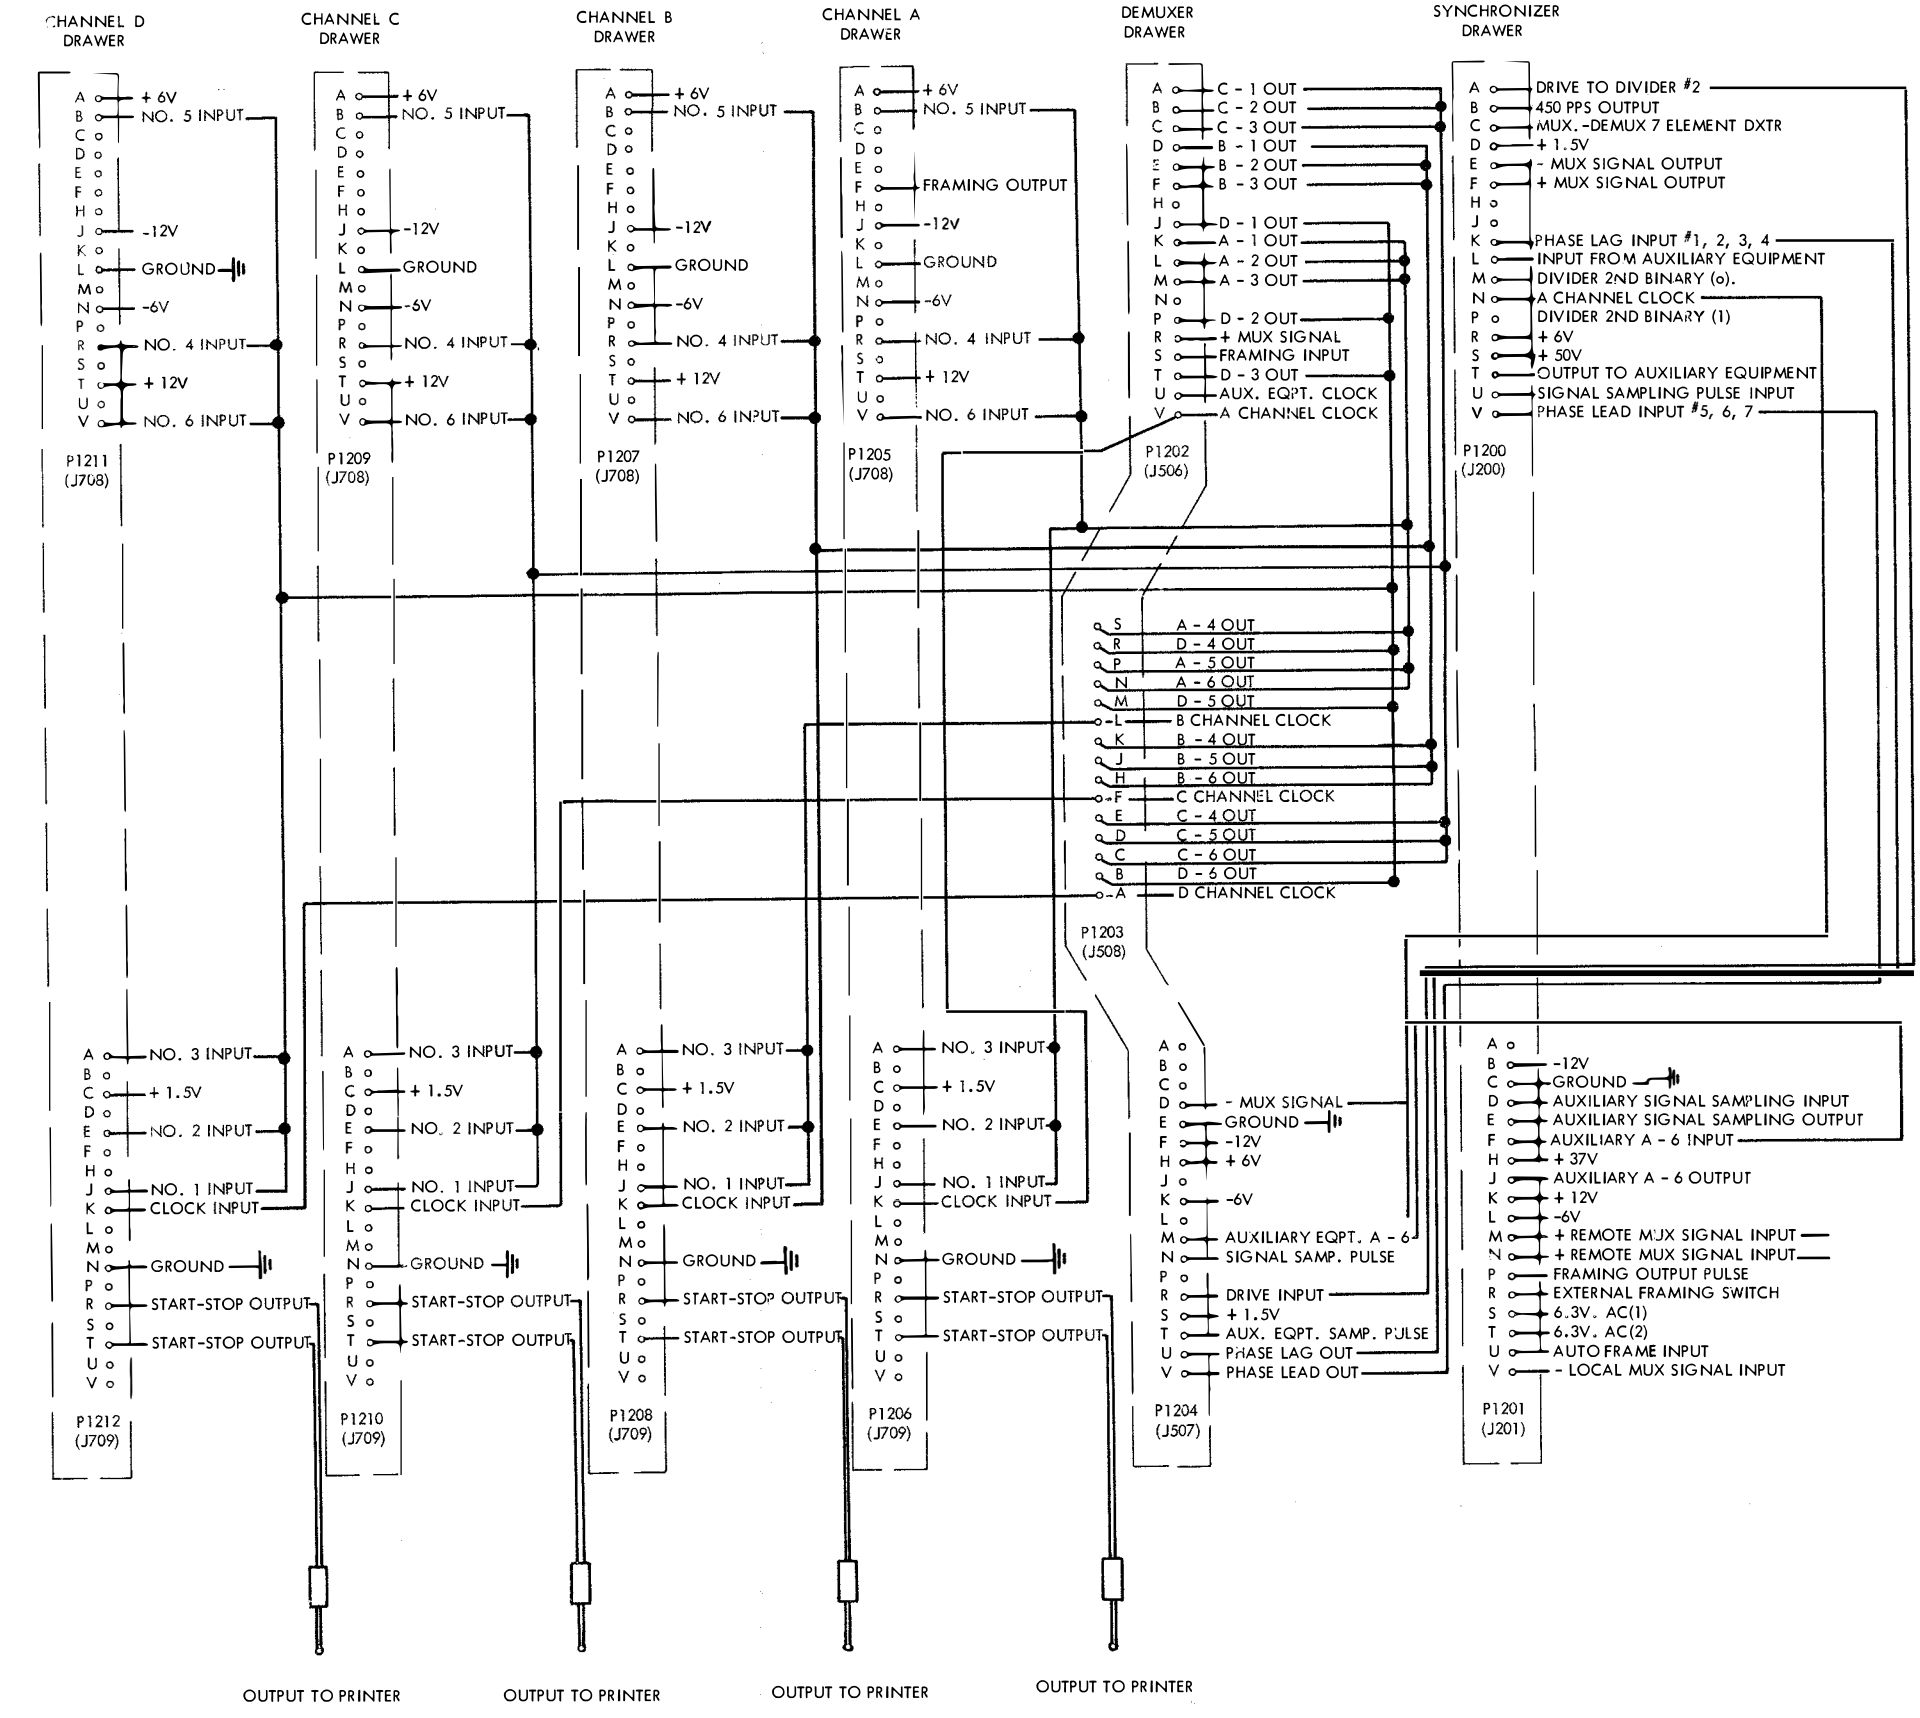 CHANNEL D
DRAWER
A +6V
B NO. 5 INPUT
C
D
E
F
H
J -12V
K
L GROUND
M
N -6V
P
R NO. 4 INPUT
S
T +12V
U
V NO. 6 INPUT
P1211
(J708)
CHANNEL C
DRAWER
A +6V
B NO. 5 INPUT
C
D
E
F
H
J -12V
K
L GROUND
M
N -6V
P
R NO. 4 INPUT
S
T +12V
U
V NO. 6 INPUT
P1209
(J708)
CHANNEL B
DRAWER
A +6V
B NO. 5 INPUT
C
D
E
F
H
J -12V
K
L GROUND
M
N -6V
P
R NO. 4 INPUT
S
T +12V
U
V NO. 6 INPUT
P1207
(J708)
CHANNEL A
DRAWER
A +6V
B NO. 5 INPUT
C
D
E
F FRAMING OUTPUT
H
J -12V
K
L GROUND
M
N -6V
P
R NO. 4 INPUT
S
T +12V
U
V NO. 6 INPUT
P1205
(J708)
DEMUXER
DRAWER
A C - 1 OUT
B C - 2 OUT
C C - 3 OUT
D B - 1 OUT
E B - 2 OUT
F B - 3 OUT
H
J D - 1 OUT
K A - 1 OUT
L A - 2 OUT
M A - 3 OUT
N
P D - 2 OUT
R + MUX SIGNAL
S FRAMING INPUT
T D - 3 OUT
U AUX. EQPT. CLOCK
V A CHANNEL CLOCK
P1202
(J506)
SYNCHRONIZER
DRAWER
A DRIVE TO DIVIDER #2
B 450 PPS OUTPUT
C MUX.-DEMUX 7 ELEMENT DXTR
D +1.5V
E - MUX SIGNAL OUTPUT
F + MUX SIGNAL OUTPUT
H
J
K PHASE LAG INPUT #1, 2, 3, 4
L INPUT FROM AUXILIARY EQUIPMENT
M DIVIDER 2ND BINARY (o).
N A CHANNEL CLOCK
P DIVIDER 2ND BINARY (1)
R +6V
S +50V
T OUTPUT TO AUXILIARY EQUIPMENT
U SIGNAL SAMPLING PULSE INPUT
V PHASE LEAD INPUT #5, 6, 7
P1200
(J200)
S A - 4 OUT
R D - 4 OUT
P A - 5 OUT
N A - 6 OUT
M D - 5 OUT
L B CHANNEL CLOCK
K B - 4 OUT
J B - 5 OUT
H B - 6 OUT
F C CHANNEL CLOCK
E C - 4 OUT
D C - 5 OUT
C C - 6 OUT
B D - 6 OUT
A D CHANNEL CLOCK
P1203
(J508)
A NO. 3 INPUT
B
C +1.5V
D
E NO. 2 INPUT
F
H
J NO. 1 INPUT
K CLOCK INPUT
L
M
N GROUND
P
R START-STOP OUTPUT
S
T START-STOP OUTPUT
U
V
P1212
(J709)
A NO. 3 INPUT
B
C +1.5V
D
E NO. 2 INPUT
F
H
J NO. 1 INPUT
K CLOCK INPUT
L
M
N GROUND
P
R START-STOP OUTPUT
S
T START-STOP OUTPUT
U
V
P1210
(J709)
A NO. 3 INPUT
B
C +1.5V
D
E NO. 2 INPUT
F
H
J NO. 1 INPUT
K CLOCK INPUT
L
M
N GROUND
P
R START-STOP OUTPUT
S
T START-STOP OUTPUT
U
V
P1208
(J709)
A NO. 3 INPUT
B
C +1.5V
D
E NO. 2 INPUT
F
H
J NO. 1 INPUT
K CLOCK INPUT
L
M
N GROUND
P
R START-STOP OUTPUT
S
T START-STOP OUTPUT
U
V
P1206
(J709)
A
B
C
D - MUX SIGNAL
E GROUND
F -12V
H +6V
J
K -6V
L
M AUXILIARY EQPT. A - 6
N SIGNAL SAMP. PULSE
P
R DRIVE INPUT
S +1.5V
T AUX. EQPT. SAMP. PULSE
U PHASE LAG OUT
V PHASE LEAD OUT
P1204
(J507)
A
B -12V
C GROUND
D AUXILIARY SIGNAL SAMPLING INPUT
E AUXILIARY SIGNAL SAMPLING OUTPUT
F AUXILIARY A - 6 INPUT
H +37V
J AUXILIARY A - 6 OUTPUT
K +12V
L -6V
M + REMOTE MUX SIGNAL INPUT
N + REMOTE MUX SIGNAL INPUT
P FRAMING OUTPUT PULSE
R EXTERNAL FRAMING SWITCH
S 6.3V. AC(1)
T 6.3V. AC(2)
U AUTO FRAME INPUT
V - LOCAL MUX SIGNAL INPUT
P1201
(J201)
OUTPUT TO PRINTER
OUTPUT TO PRINTER
OUTPUT TO PRINTER
OUTPUT TO PRINTER